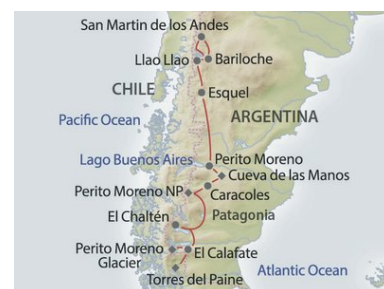 San Martin de los Andes
Llao Llao
Bariloche
CHILE
Esquel
ARGENTINA
Pacific Ocean
Lago Buenos Aires
Perito Moreno
Cueva de las Manos
Perito Moreno NP
Caracoles
El Chaltén
Patagonia
Perito Moreno
Glacier
El Calafate
Torres del Paine
Atlantic Ocean